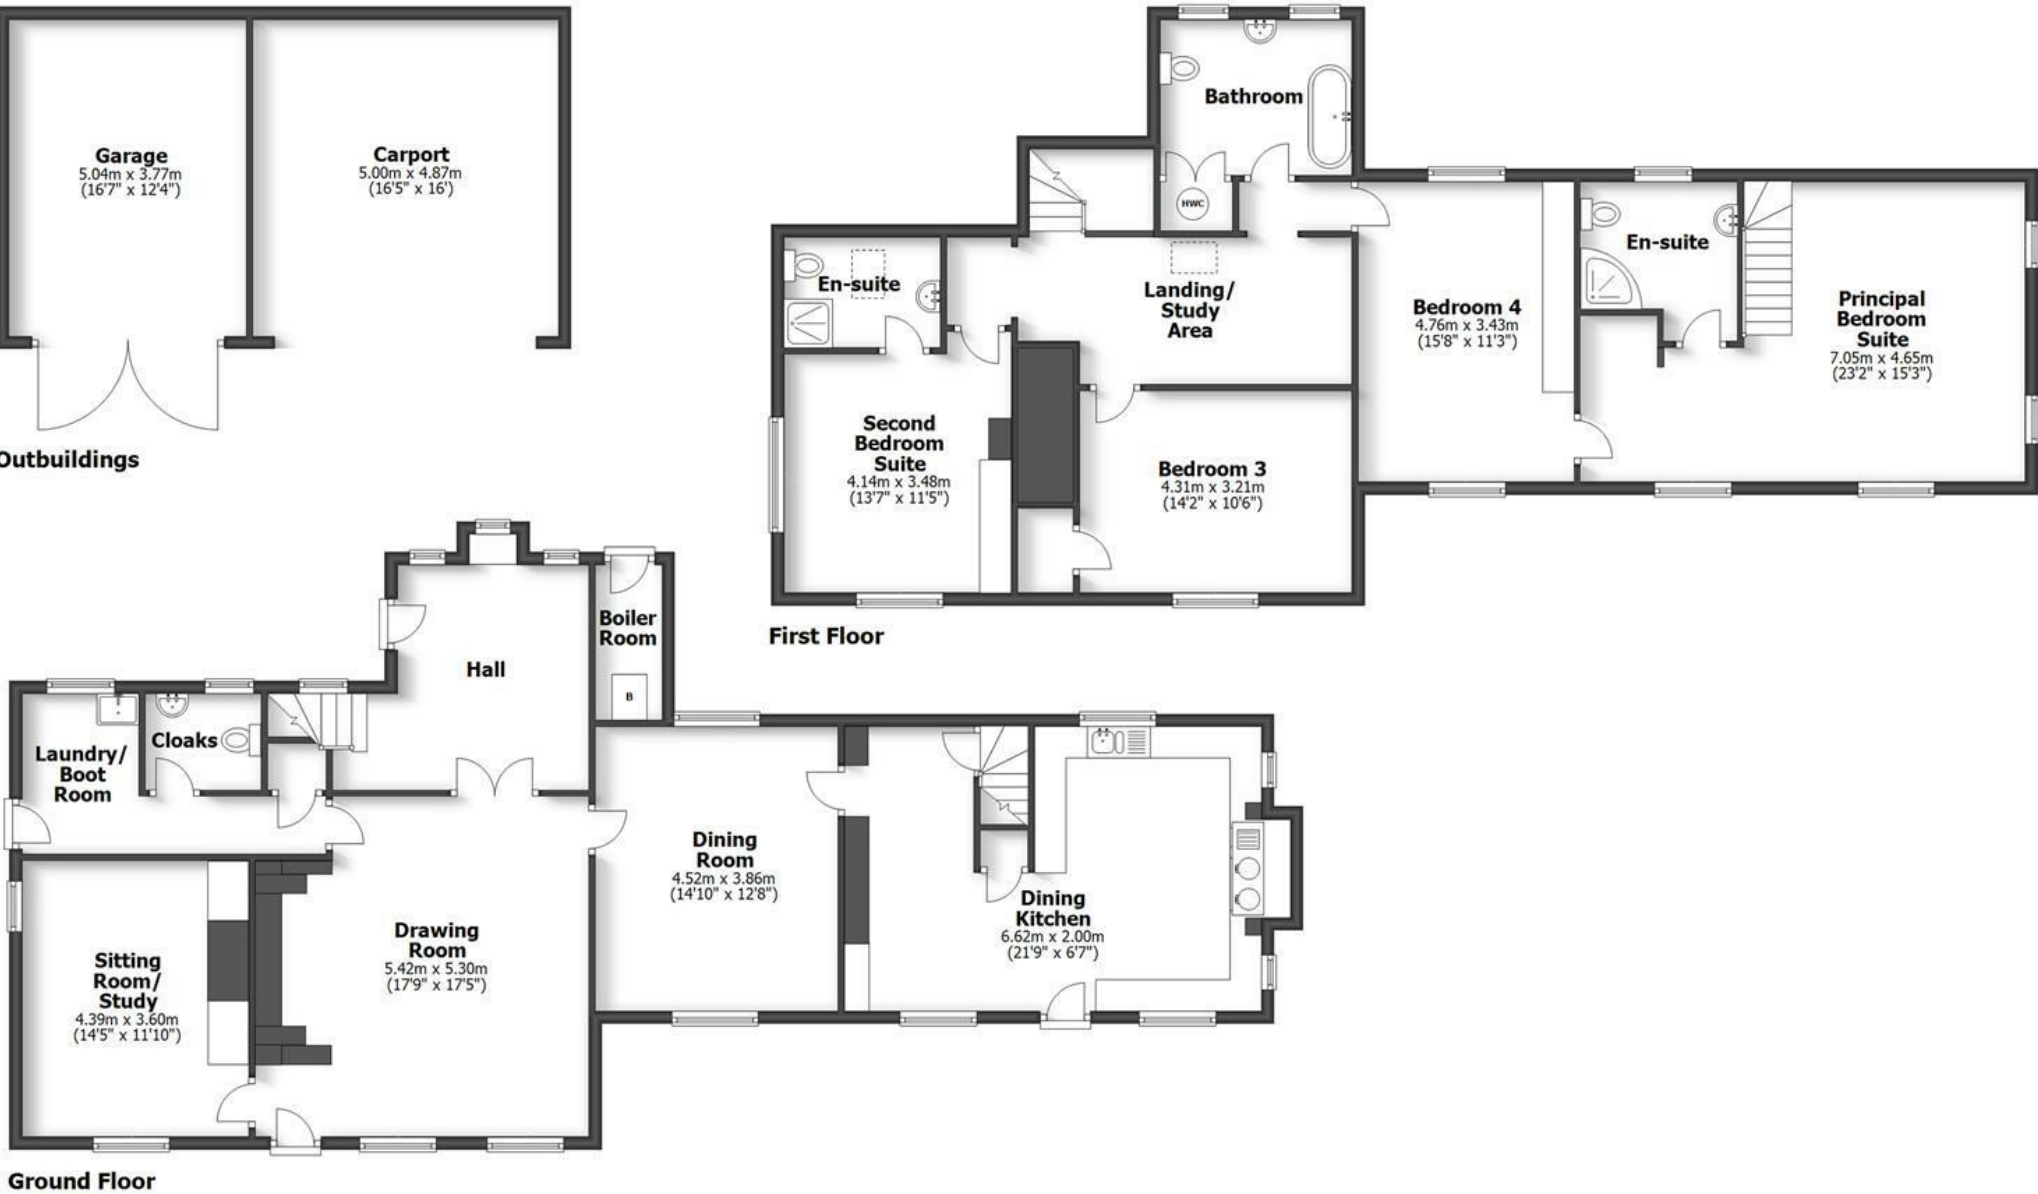 Garage
5.04m x 3.77m
(16'7" x 12'4")
Carport
5.00m x 4.87m
(16'5" x 16')
Outbuildings
Bathroom
HWC
En-suite
Landing/
Study
Area
Bedroom 4
4.76m x 3.43m
(15'8" x 11'3")
En-suite
Principal
Bedroom
Suite
7.05m x 4.65m
(23'2" x 15'3")
Second
Bedroom
Suite
4.14m x 3.48m
(13'7" x 11'5")
Bedroom 3
4.31m x 3.21m
(14'2" x 10'6")
First Floor
Hall
Boiler
Room
B
Laundry/
Boot
Room
Cloaks
Sitting
Room/
Study
4.39m x 3.60m
(14'5" x 11'10")
Drawing
Room
5.42m x 5.30m
(17'9" x 17'5")
Dining
Room
4.52m x 3.86m
(14'10" x 12'8")
Dining
Kitchen
6.62m x 2.00m
(21'9" x 6'7")
Ground Floor